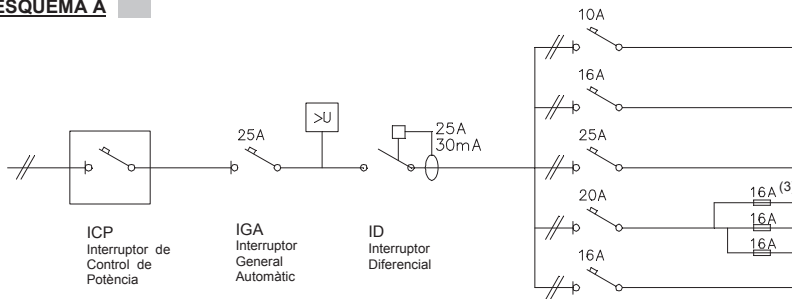 ESQUEMA A
10A
16A
>U
25A
25A
30mA
25A
20A
16A (3
16A
16A
16A
ICP
Interruptor de
Control de
Potència
IGA
Interruptor
General
Automàtic
ID
Interruptor
Diferencial